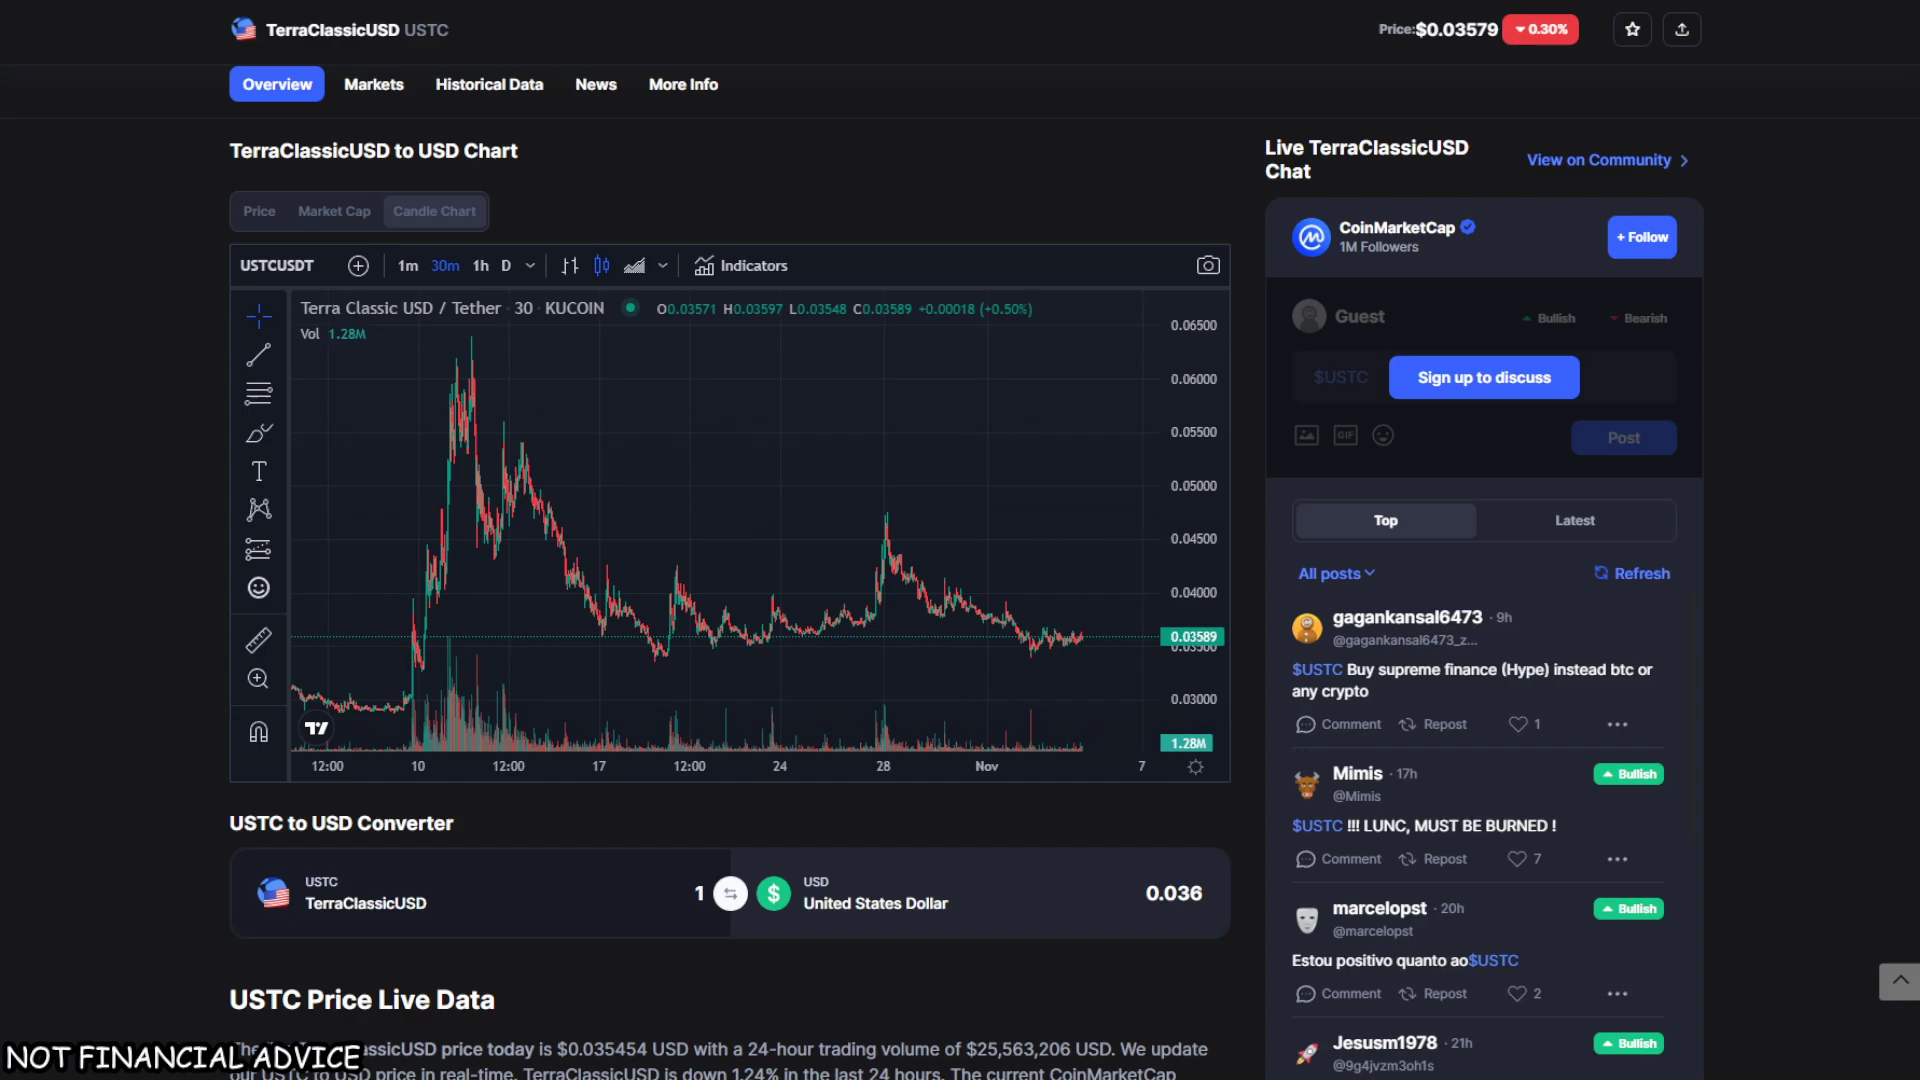 TerraClassicUSD USTC
Price:$0.03579 0.30%
Overview Markets Historical Data News More Info
TerraClassicUSD to USD Chart
Price Market Cap Candle Chart
USTCUSDT 1m 30m 1h D Indicators
Terra Classic USD / Tether 30 KUCOIN O0.03571 H0.03597 L0.03548 C0.03589 +0.00018 (+0.50%)
Vol 1.28M
0.06500
0.06000
0.05500
0.05000
0.04500
0.04000
0.03589
0.03500
0.03000
1.28M
12:00 10 12:00 17 12:00 24 28 Nov 7
USTC to USD Converter
USTC
TerraClassicUSD
1
USD
United States Dollar
0.036
USTC Price Live Data
ssicUSD price today is $0.035454 USD with a 24-hour trading volume of $25,563,206 USD. We update
our USTC to USD price in real-time. TerraClassicUSD is down 1.24% in the last 24 hours. The current CoinMarketCap
NOT FINANCIAL ADVICE
Live TerraClassicUSD
Chat
View on Community
CoinMarketCap
1M Followers
+ Follow
Guest
Bullish Bearish
$USTC
Sign up to discuss
GIF
Post
Top Latest
All posts Refresh
gagankansal6473 · 9h
@gagankansal6473_z...
$USTC Buy supreme finance (Hype) instead btc or
any crypto
Comment Repost 1
Mimis · 17h Bullish
@Mimis
$USTC !!! LUNC, MUST BE BURNED !
Comment Repost 7
marcelopst · 20h Bullish
@marcelopst
Estou positivo quanto ao$USTC
Comment Repost 2
Jesusm1978 · 21h Bullish
@9g4jvzm3oh1s